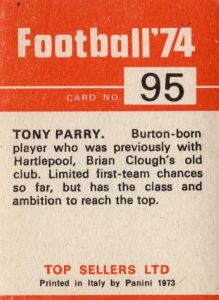 Football'74
CARD NO. 95
TONY PARRY. Burton-born
player who was previously with
Hartlepool, Brian Clough's old
club. Limited first-team chances
so far, but has the class and
ambition to reach the top.
TOP SELLERS LTD
Printed in Italy by Panini 1973